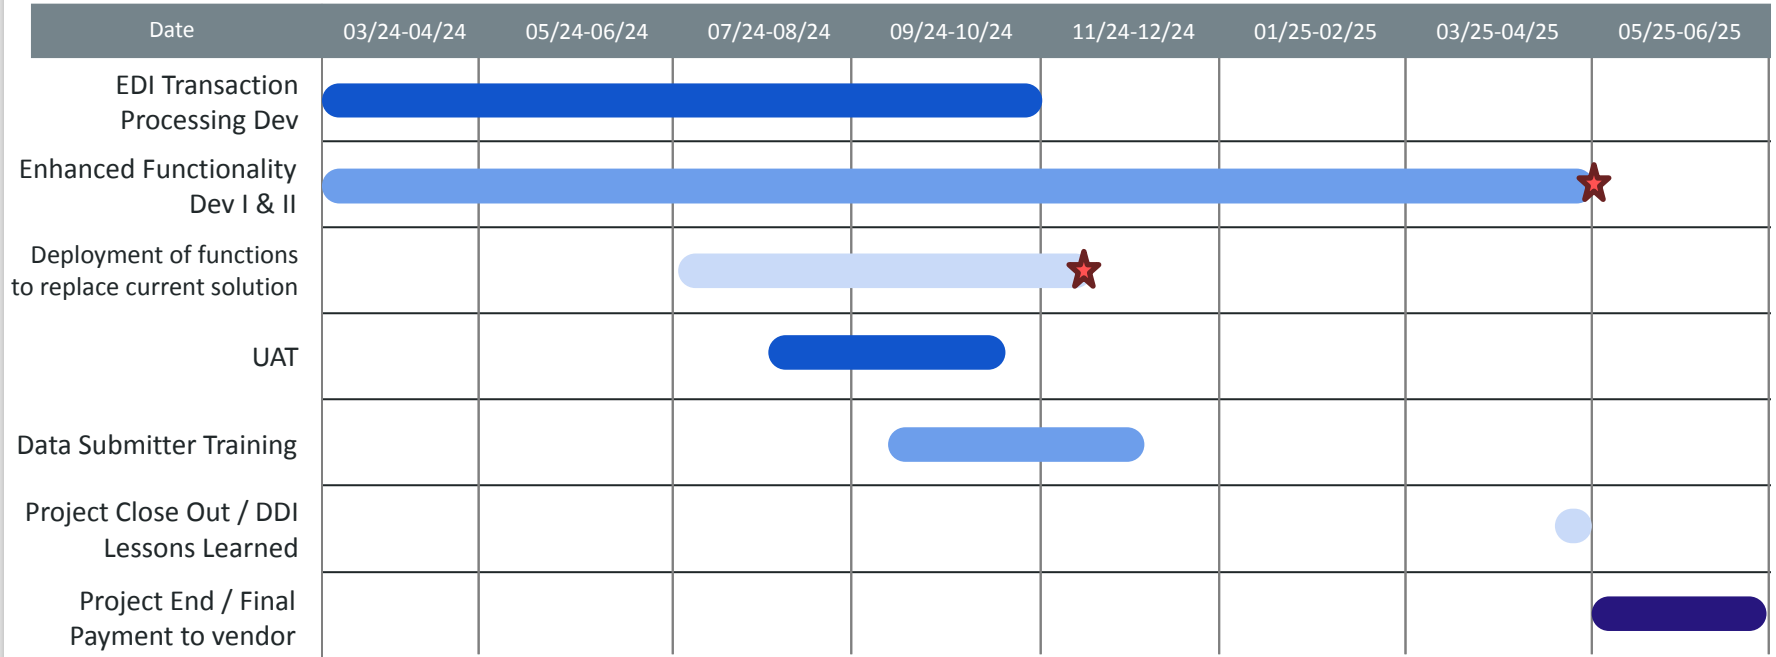 Date 03/24-04/24 05/24-06/24 07/24-08/24 09/24-10/24 11/24-12/24 01/25-02/25 03/25-04/25 05/25-06/25
EDI Transaction
Processing Dev
Enhanced Functionality
Dev I & II
Deployment of functions
to replace current solution
UAT
Data Submitter Training
Project Close Out / DDI
Lessons Learned
Project End / Final
Payment to vendor